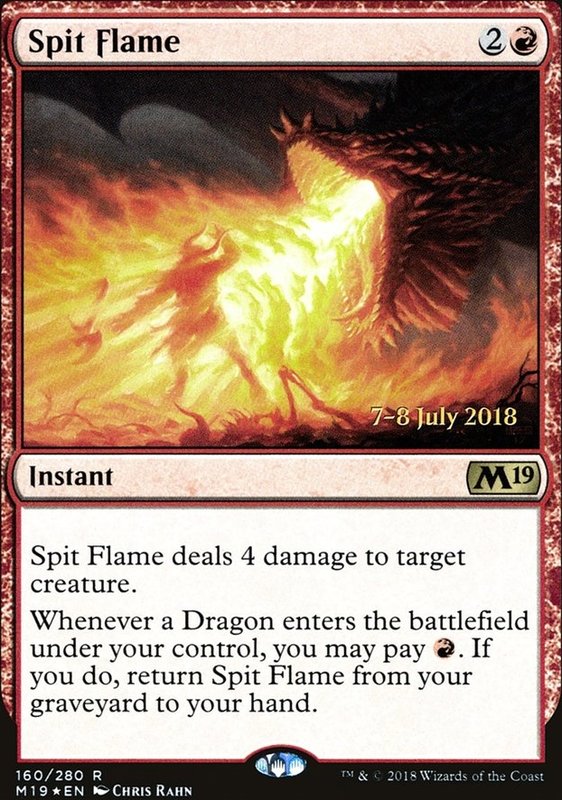 Spit Flame 2
7–8 July 2018
Instant M19
Spit Flame deals 4 damage to target
creature.
Whenever a Dragon enters the battlefield
under your control, you may pay . If
you do, return Spit Flame from your
graveyard to your hand.
160/280 R
M19★EN Chris Rahn ™ & © 2018 Wizards of the Coast